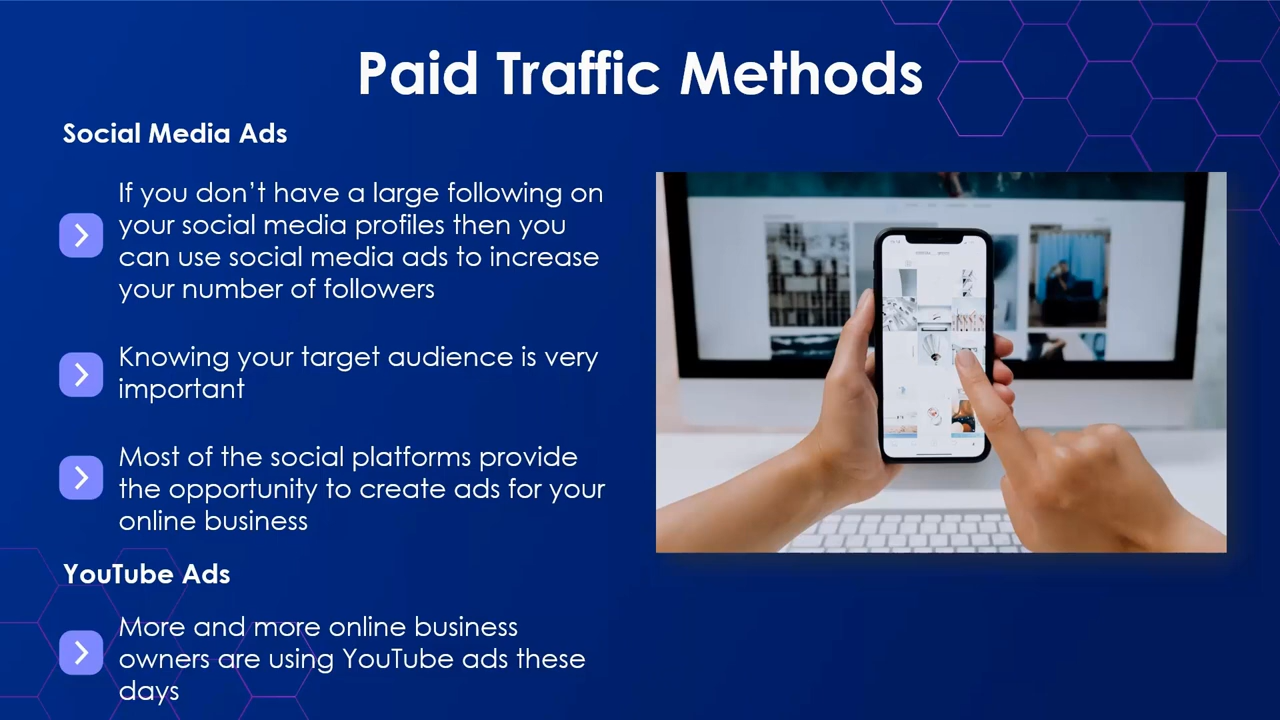 Paid Traffic Methods
Social Media Ads
If you don’t have a large following on
your social media profiles then you
can use social media ads to increase
your number of followers
Knowing your target audience is very
important
Most of the social platforms provide
the opportunity to create ads for your
online business
YouTube Ads
More and more online business
owners are using YouTube ads these
days